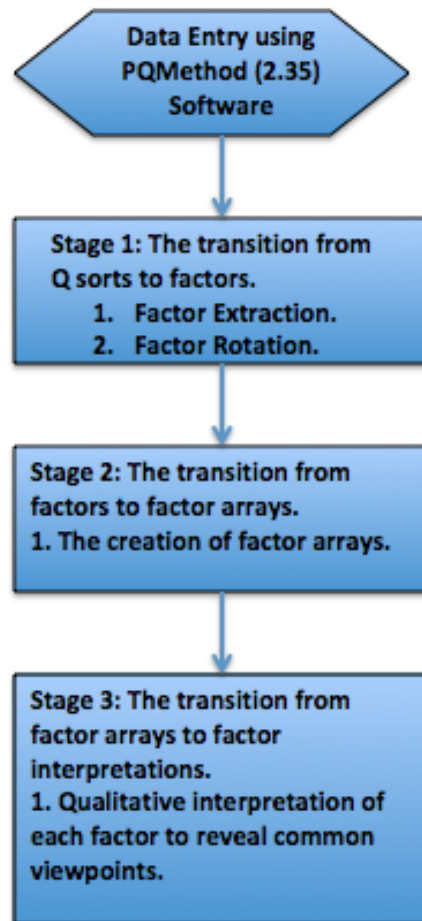 Data Entry using
PQMethod (2.35)
Software
Stage 1: The transition from
Q sorts to factors.
1. Factor Extraction.
2. Factor Rotation.
Stage 2: The transition from
factors to factor arrays.
1. The creation of factor arrays.
Stage 3: The transition from
factor arrays to factor
interpretations.
1. Qualitative interpretation of
each factor to reveal common
viewpoints.